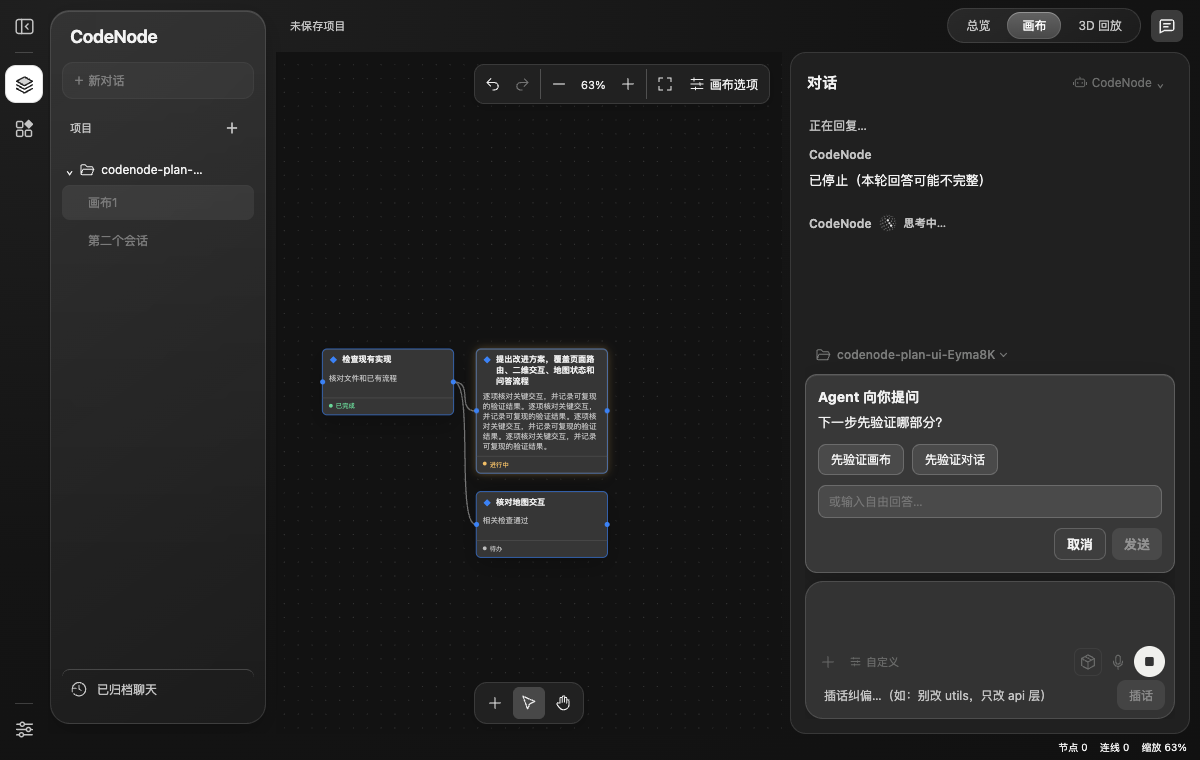 CodeNode
新对话
项目
codenode-plan-...
画布1
第二个会话
已归档聊天
未保存项目
总览
画布
3D 回放
63%
画布选项
检查现有实现
核对文件和已有流程
已完成
提出改进方案，覆盖页面路
由、二维交互、地图状态和
问答流程
逐项核对关键交互，并记录可复现
的验证结果。逐项核对关键交互，
并记录可复现的验证结果。逐项核
对关键交互，并记录可复现的验证
结果。逐项核对关键交互，并记录
可复现的验证结果。
进行中
核对地图交互
相关检查通过
待办
对话
CodeNode
正在回复...
CodeNode
已停止（本轮回答可能不完整）
CodeNode
思考中...
codenode-plan-ui-Eyma8K
Agent 向你提问
下一步先验证哪部分？
先验证画布
先验证对话
或输入自由回答...
取消
发送
自定义
插话纠偏...（如：别改 utils，只改 api 层）
插话
节点 0
连线 0
缩放 63%